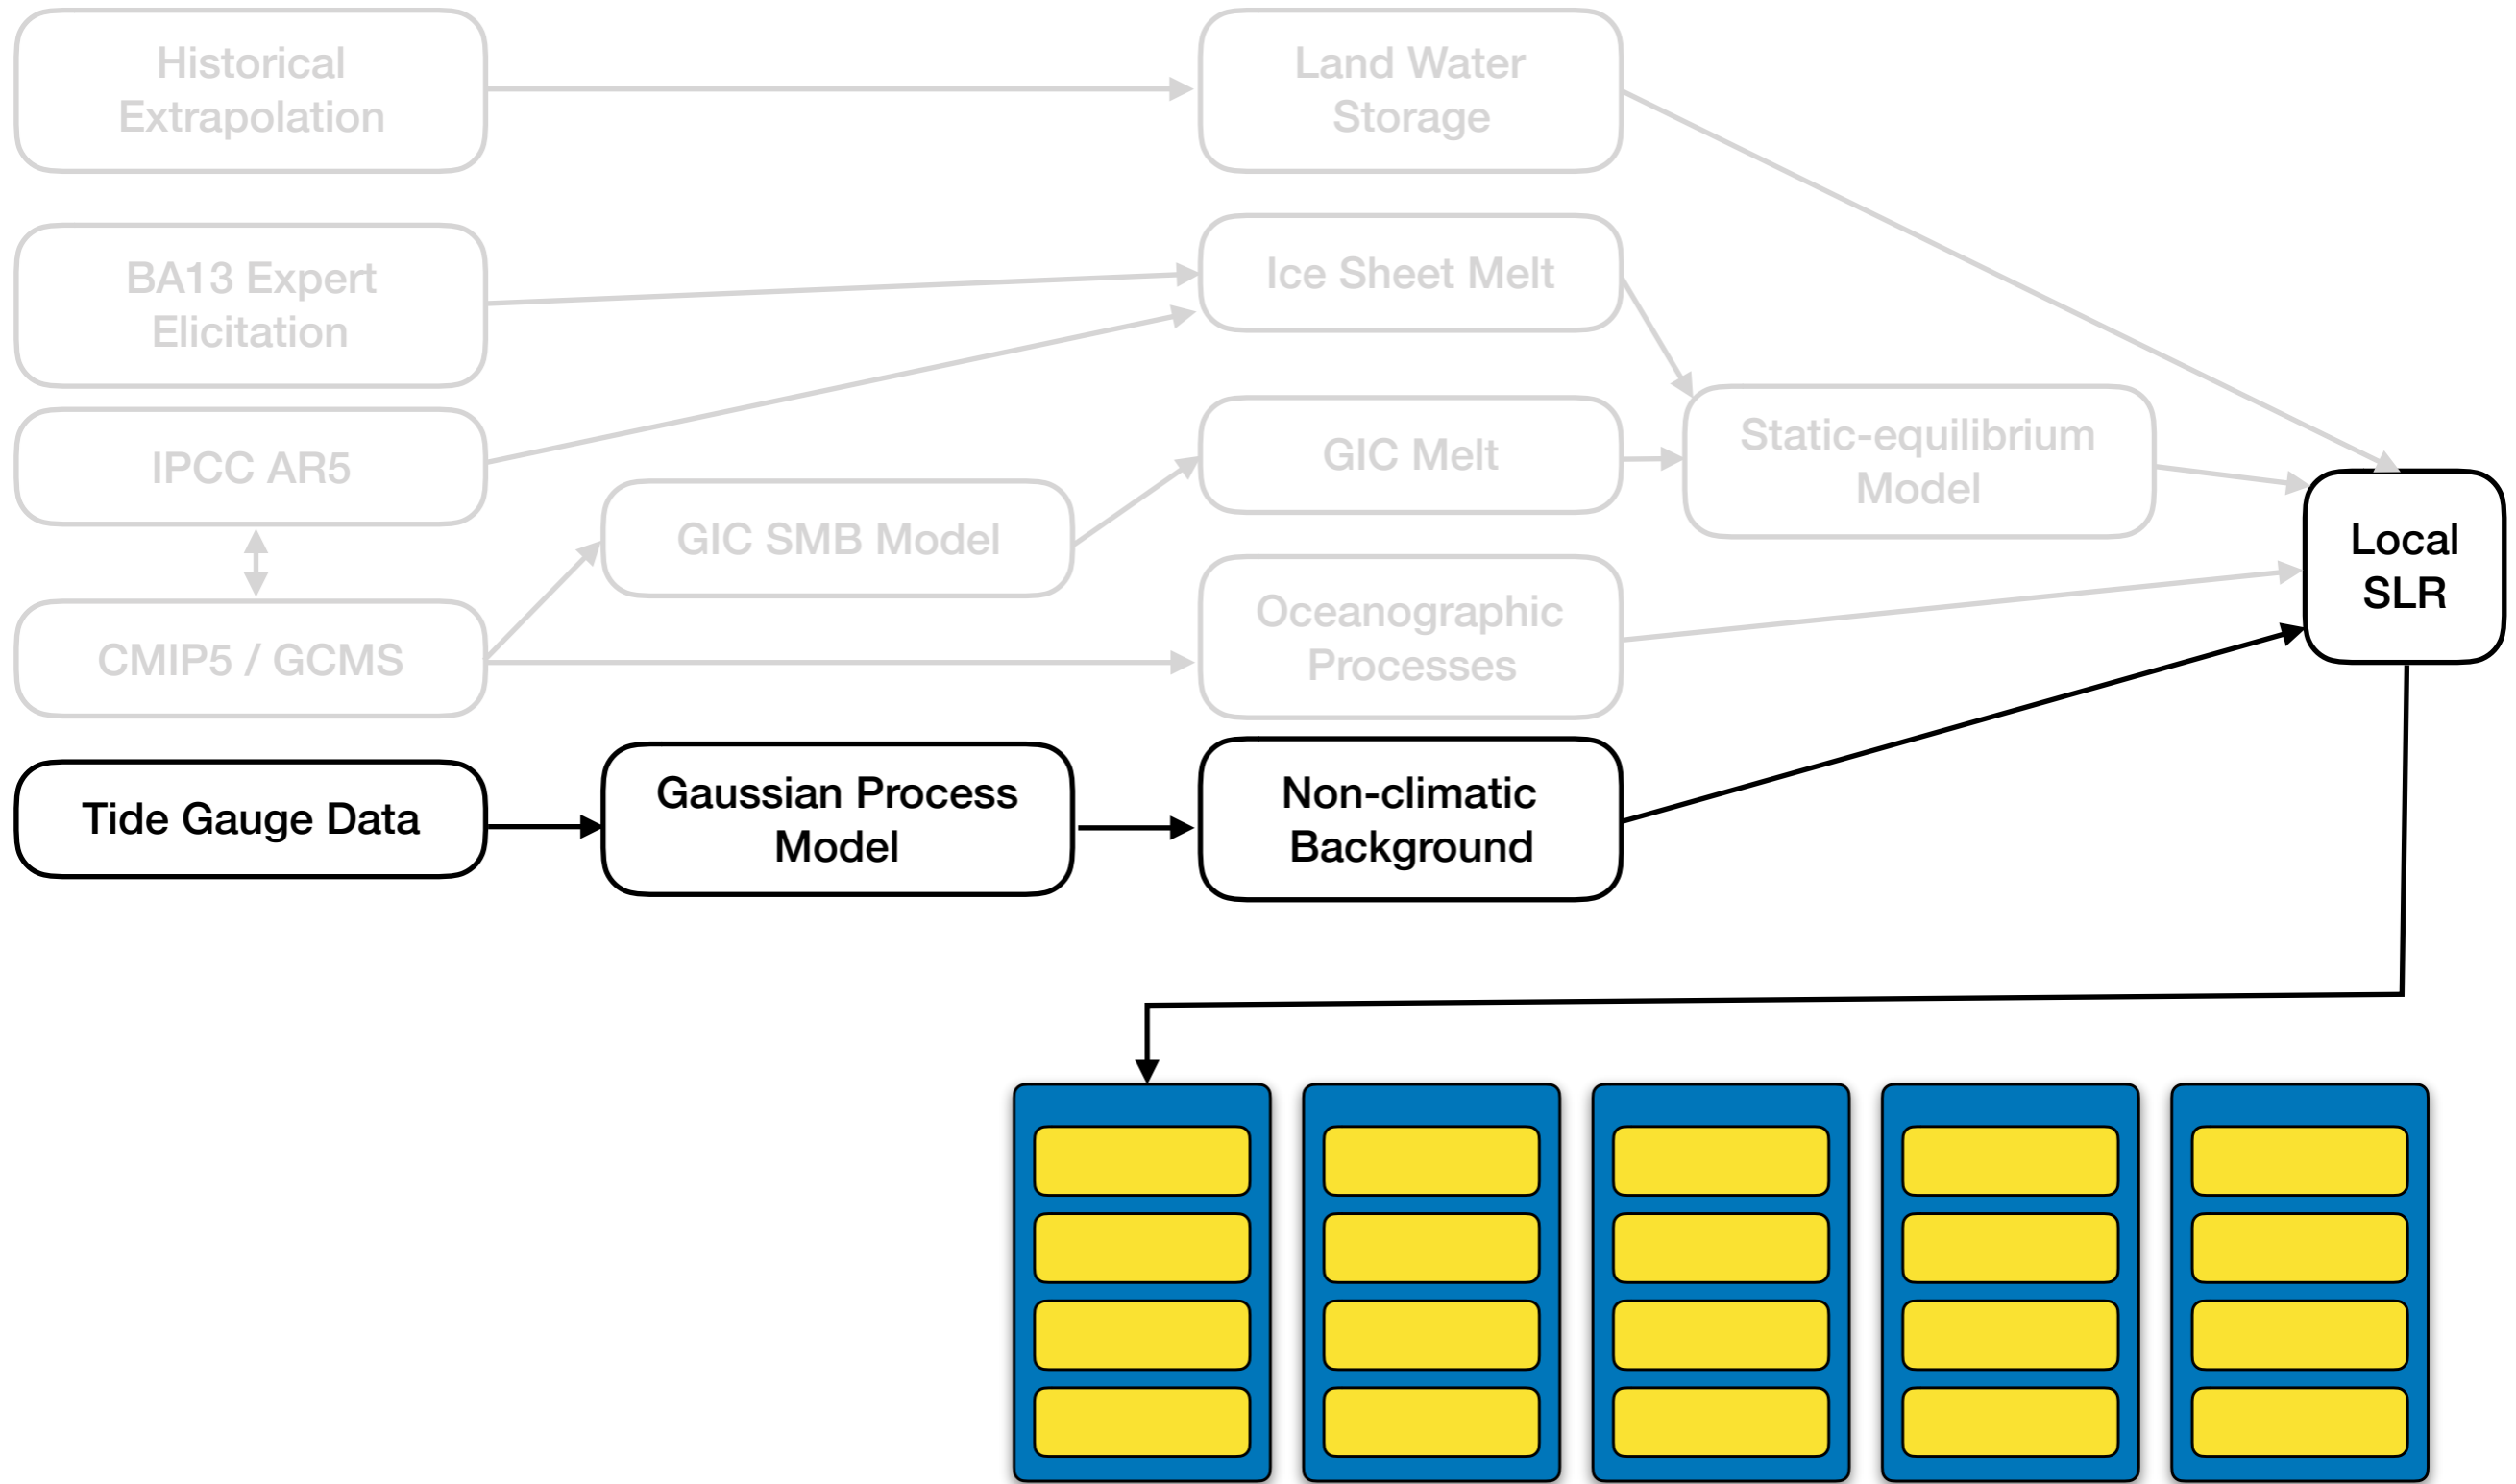 Historical
Extrapolation
Land Water
Storage
BA13 Expert
Elicitation
Ice Sheet Melt
IPCC AR5
GIC Melt
Static-equilibrium
Model
GIC SMB Model
Local
SLR
CMIP5 / GCMS
Oceanographic
Processes
Tide Gauge Data
Gaussian Process
Model
Non-climatic
Background